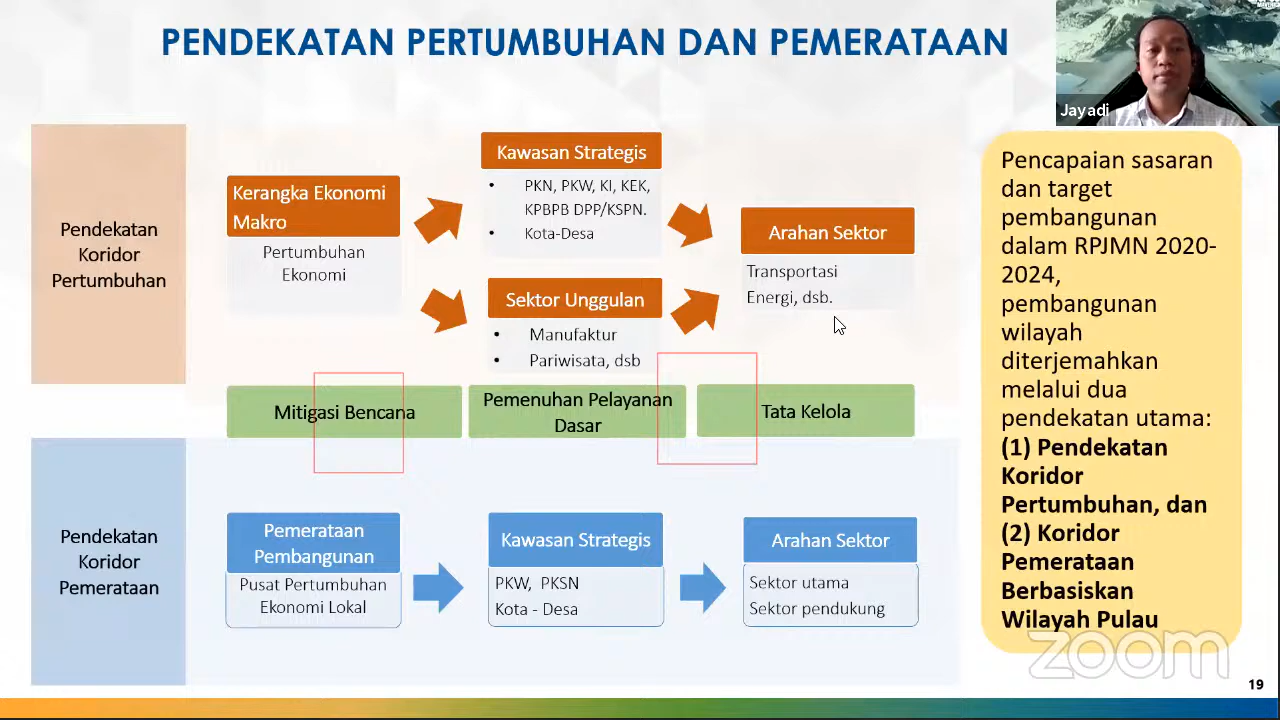 PENDEKATAN PERTUMBUHAN DAN PEMERATAAN
Jayadi
Pendekatan
Koridor
Pertumbuhan
Kerangka Ekonomi
Makro
Pertumbuhan
Ekonomi
Kawasan Strategis
• PKN, PKW, KI, KEK,
KPBPB DPP/KSPN.
• Kota-Desa
Sektor Unggulan
• Manufaktur
• Pariwisata, dsb
Arahan Sektor
Transportasi
Energi, dsb.
Mitigasi Bencana
Pemenuhan Pelayanan
Dasar
Tata Kelola
Pendekatan
Koridor
Pemerataan
Pemerataan
Pembangunan
Pusat Pertumbuhan
Ekonomi Lokal
Kawasan Strategis
PKW, PKSN
Kota - Desa
Arahan Sektor
Sektor utama
Sektor pendukung
Pencapaian sasaran
dan target
pembangunan
dalam RPJMN 2020-
2024,
pembangunan
wilayah
diterjemahkan
melalui dua
pendekatan utama:
(1) Pendekatan
Koridor
Pertumbuhan, dan
(2) Koridor
Pemerataan
Berbasiskan
Wilayah Pulau
zoom
19